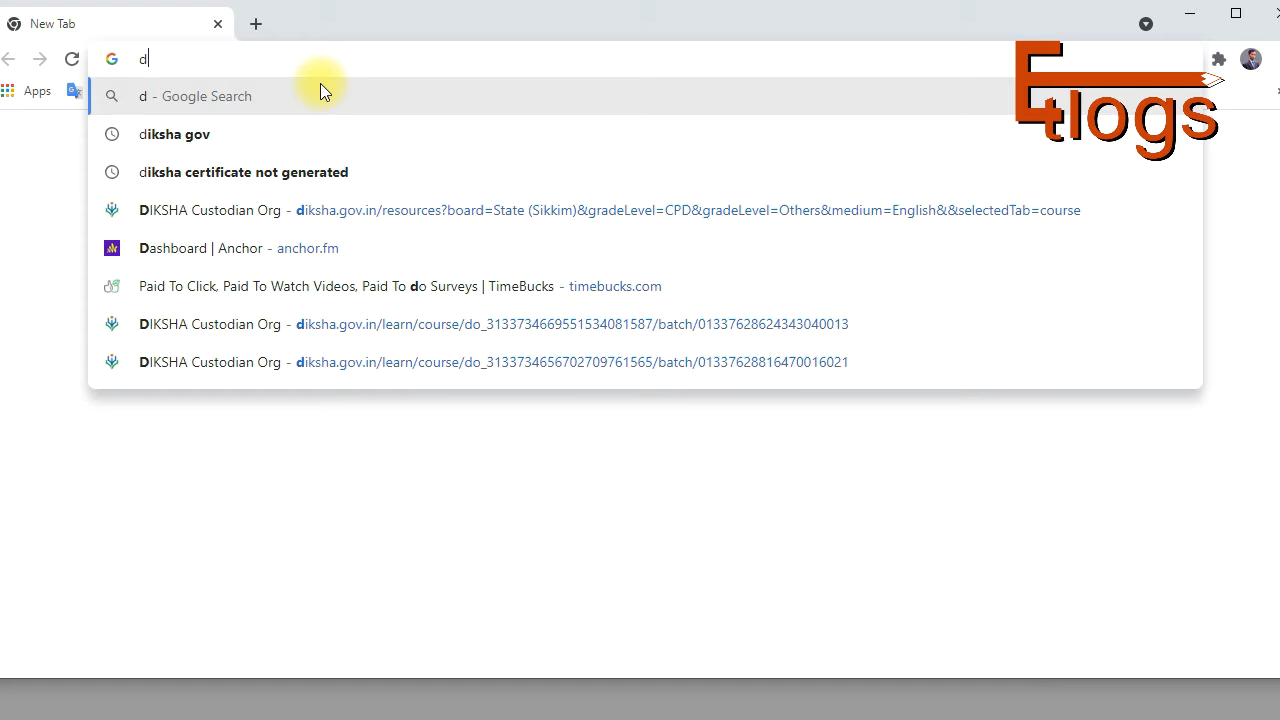 New Tab
d
Etlogs
d - Google Search
Apps
diksha gov
diksha certificate not generated
DIKSHA Custodian Org - diksha.gov.in/resources?board=State (Sikkim)&gradeLevel=CPD&gradeLevel=Others&medium=English&&selectedTab=course
Dashboard | Anchor - anchor.fm
Paid To Click, Paid To Watch Videos, Paid To do Surveys | TimeBucks - timebucks.com
DIKSHA Custodian Org - diksha.gov.in/learn/course/do_3133734669551534081587/batch/01337628624343040013
DIKSHA Custodian Org - diksha.gov.in/learn/course/do_3133734656702709761565/batch/01337628816470016021